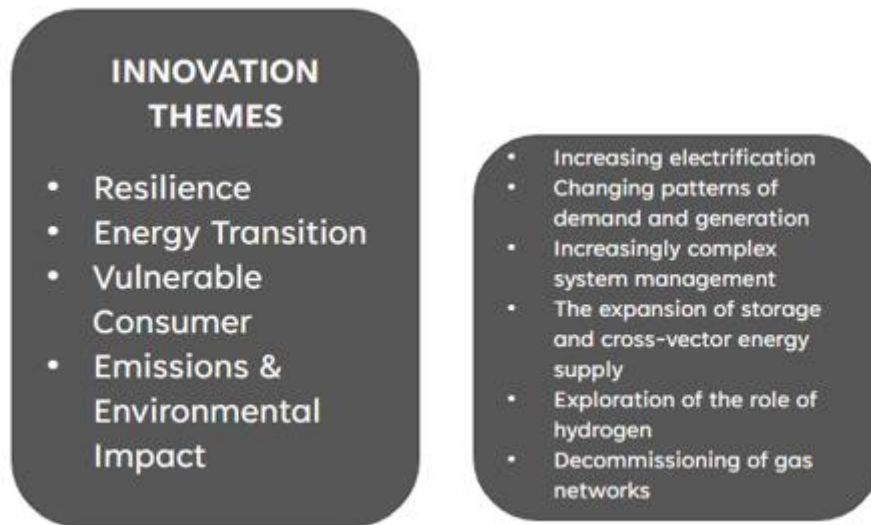 INNOVATION
THEMES
• Resilience
• Energy Transition
• Vulnerable
Consumer
• Emissions &
Environmental
Impact
• Increasing electrification
• Changing patterns of
demand and generation
• Increasingly complex
system management
• The expansion of storage
and cross-vector energy
supply
• Exploration of the role of
hydrogen
• Decommissioning of gas
networks